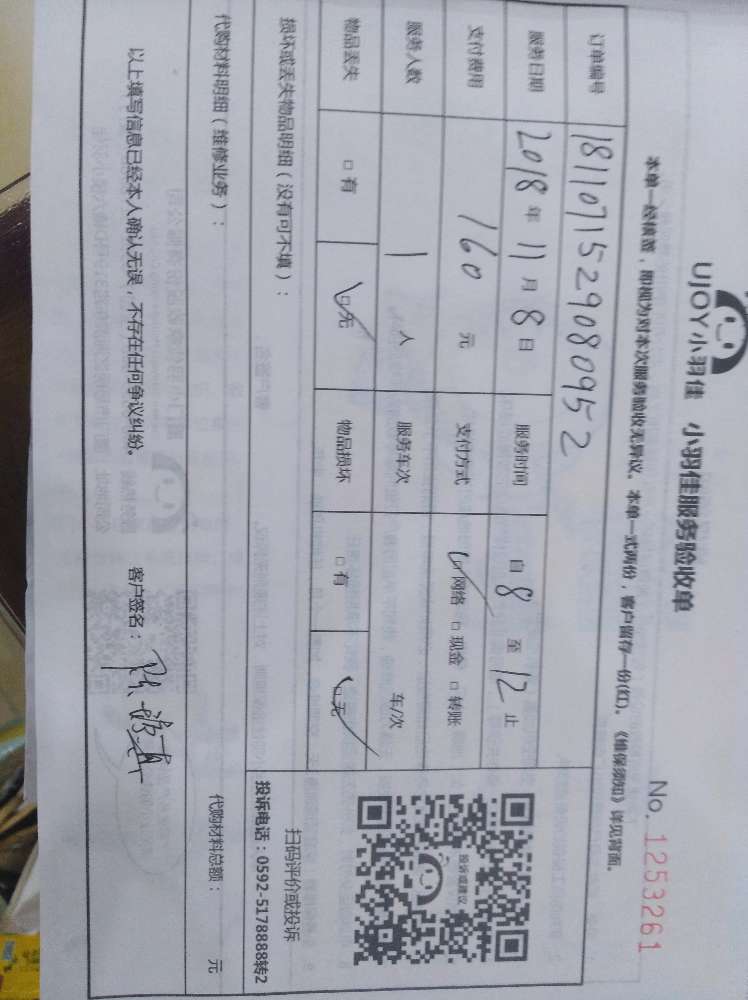 UJOY小羽佳 小羽佳服务验收单 No. 1253261
本单一经核签，即视为对本次服务验收无异议。本单一式两份，客户留存一份(红)。《维保须知》详见背面。
订单编号 181107152908095 2
服务日期 2018年 11月 8日 服务时间 自 8 至 12 止
支付费用 160 元 支付方式 ☑网络 □现金 □转账
服务人数 1 人 服务车次 车/次
物品丢失 □有 ☑无 物品损坏 □有 ☑无
投诉或建议
扫码评价或投诉
投诉电话：0592-5178888转2
损坏或丢失物品明细（没有可不填）：
代购材料明细（维修业务）： 代购材料总额： 元
以上填写信息已经本人确认无误，不存在任何争议纠纷。 客户签名：